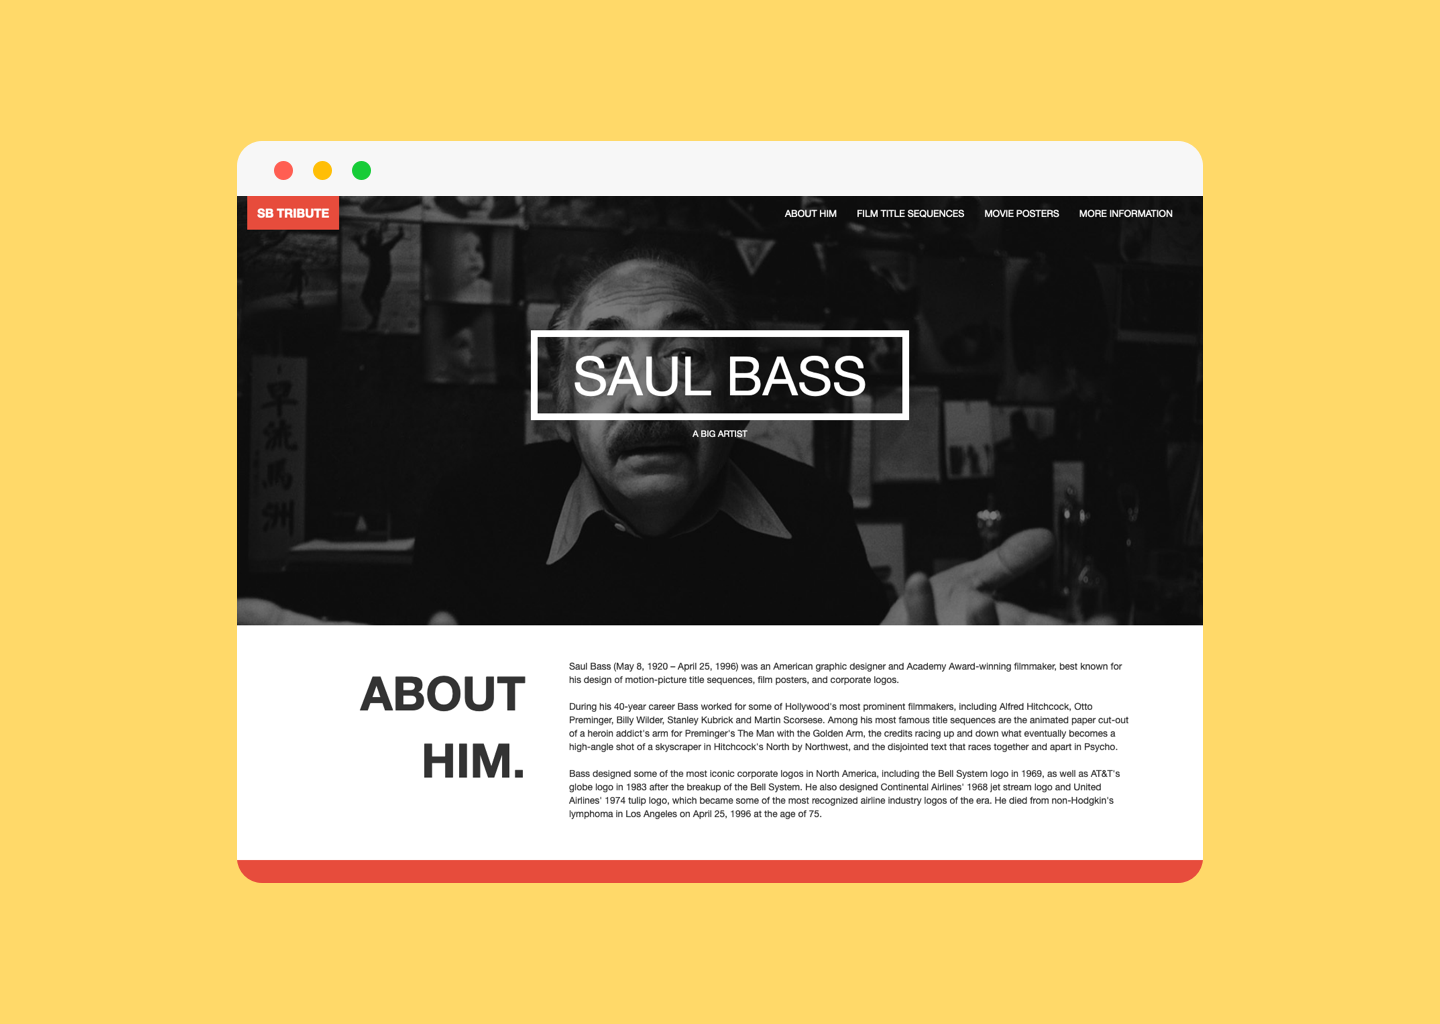 SB TRIBUTE
ABOUT HIM
FILM TITLE SEQUENCES
MOVIE POSTERS
MORE INFORMATION
SAUL BASS
A BIG ARTIST
早
流
馬
洲
ABOUT
HIM.
Saul Bass (May 8, 1920 – April 25, 1996) was an American graphic designer and Academy Award-winning filmmaker, best known for
his design of motion-picture title sequences, film posters, and corporate logos.
During his 40-year career Bass worked for some of Hollywood's most prominent filmmakers, including Alfred Hitchcock, Otto
Preminger, Billy Wilder, Stanley Kubrick and Martin Scorsese. Among his most famous title sequences are the animated paper cut-out
of a heroin addict's arm for Preminger's The Man with the Golden Arm, the credits racing up and down what eventually becomes a
high-angle shot of a skyscraper in Hitchcock's North by Northwest, and the disjointed text that races together and apart in Psycho.
Bass designed some of the most iconic corporate logos in North America, including the Bell System logo in 1969, as well as AT&T's
globe logo in 1983 after the breakup of the Bell System. He also designed Continental Airlines' 1968 jet stream logo and United
Airlines' 1974 tulip logo, which became some of the most recognized airline industry logos of the era. He died from non-Hodgkin's
lymphoma in Los Angeles on April 25, 1996 at the age of 75.